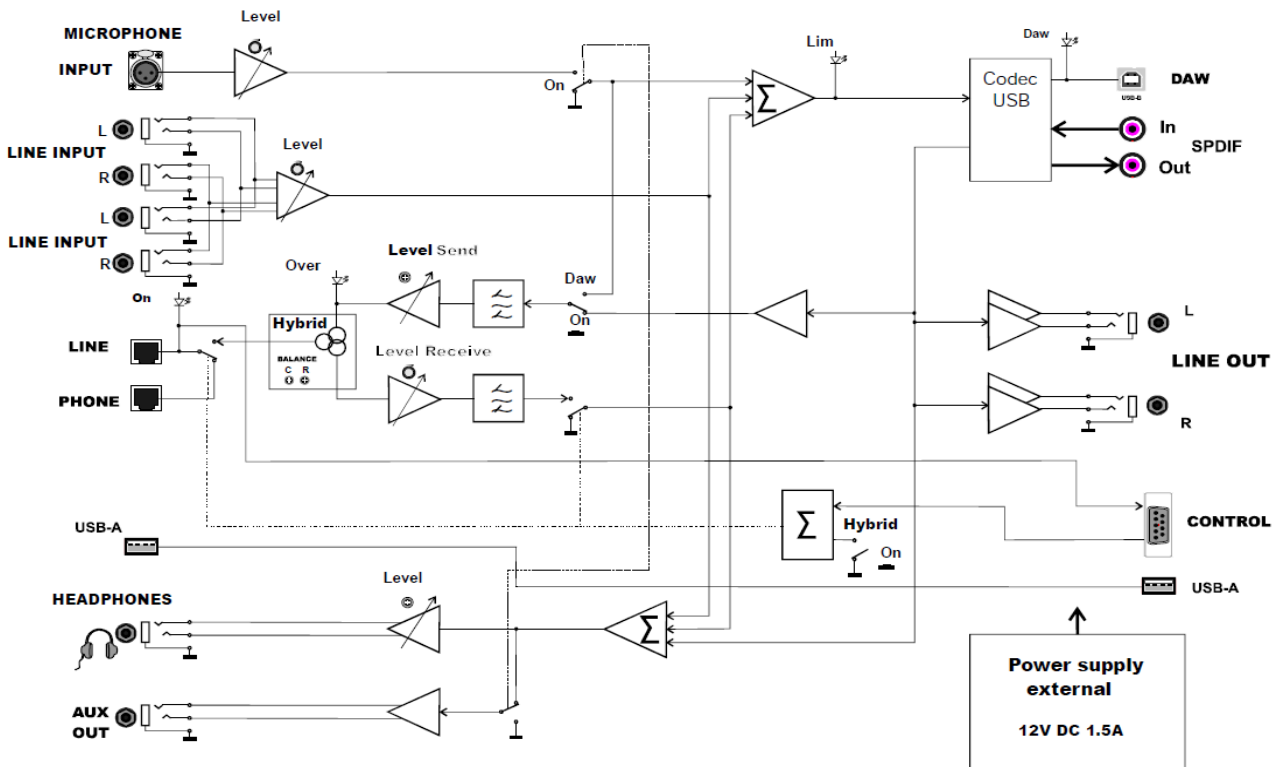 Level
MICROPHONE
INPUT
On
Lim
Daw
Codec
USB
DAW
USB-B
In
SPDIF
Out
L
LINE INPUT
R
Level
L
LINE INPUT
R
Level Send
Over
Daw
On
On
Hybrid
BALANCE
C R
LINE
Level Receive
PHONE
L
LINE OUT
R
Σ
Σ
Hybrid
On
CONTROL
USB-A
USB-A
Level
HEADPHONES
Σ
AUX
OUT
Power supply
external
12V DC 1.5A